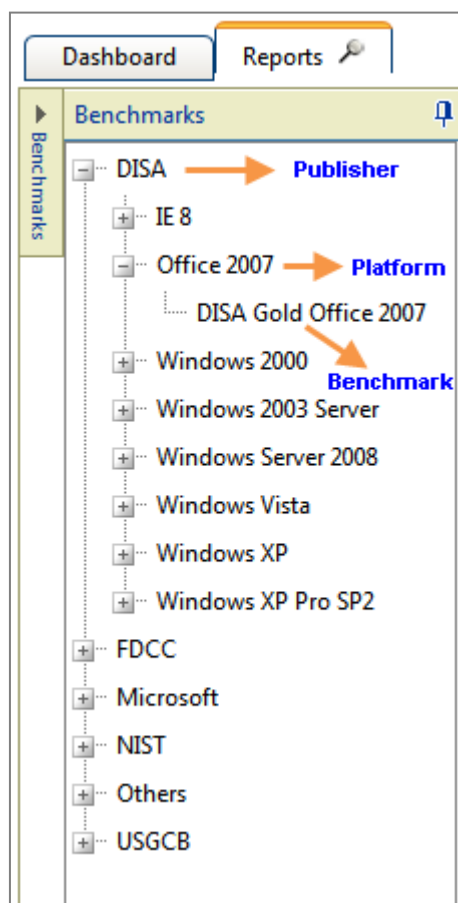 Dashboard Reports
Benchmarks
Benchmarks
DISA Publisher
IE 8
Office 2007 Platform
DISA Gold Office 2007
Windows 2000
Benchmark
Windows 2003 Server
Windows Server 2008
Windows Vista
Windows XP
Windows XP Pro SP2
FDCC
Microsoft
NIST
Others
USGCB